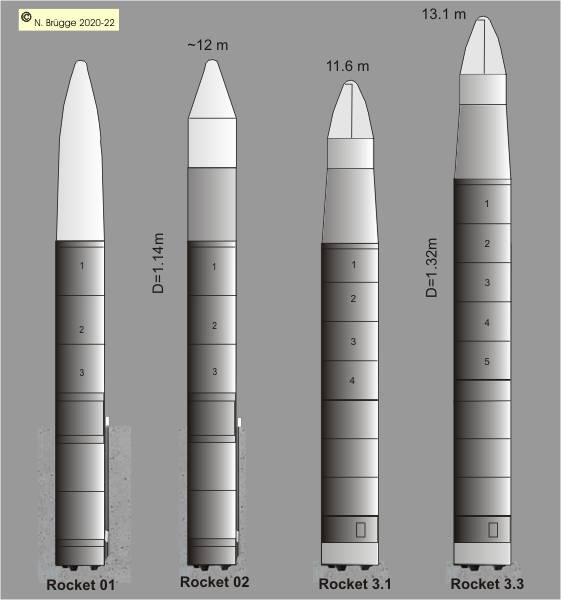 © N. Brügge 2020-22
13.1 m
~12 m
11.6 m
D=1.14m
D=1.32m
1
2
3
1
2
3
1
2
3
4
1
2
3
4
5
Rocket 01
Rocket 02
Rocket 3.1
Rocket 3.3